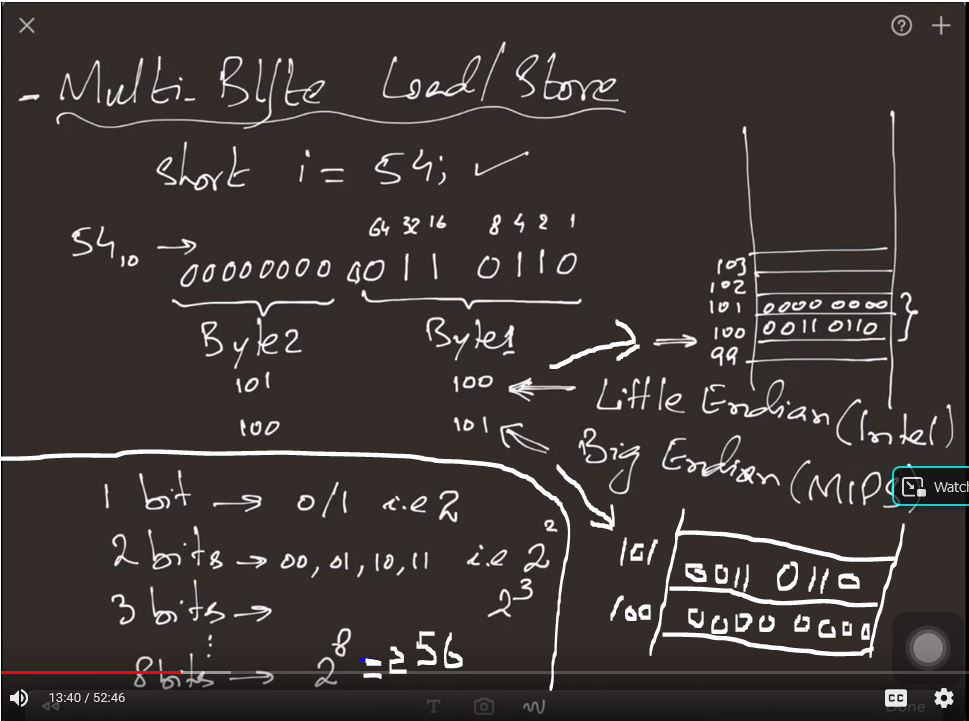 - Multi-Byte Load/Store
short i = 54;
64 32 16 8 4 2 1
54₁₀ → 00000000 0011 0110
Byte2 Byte1
101 100
100 101
103
102
101 0000 0000
100 0011 0110
99
Little Endian (Intel)
Big Endian (MIPS)
Watch
1 bit → 0/1 i.e 2
2 bits → 00, 01, 10, 11 i.e 2²
3 bits → 2³
8 bits → 2⁸ = 256
101 0011 0110
100 0000 0000
13:40 / 52:46
CC
T
Done